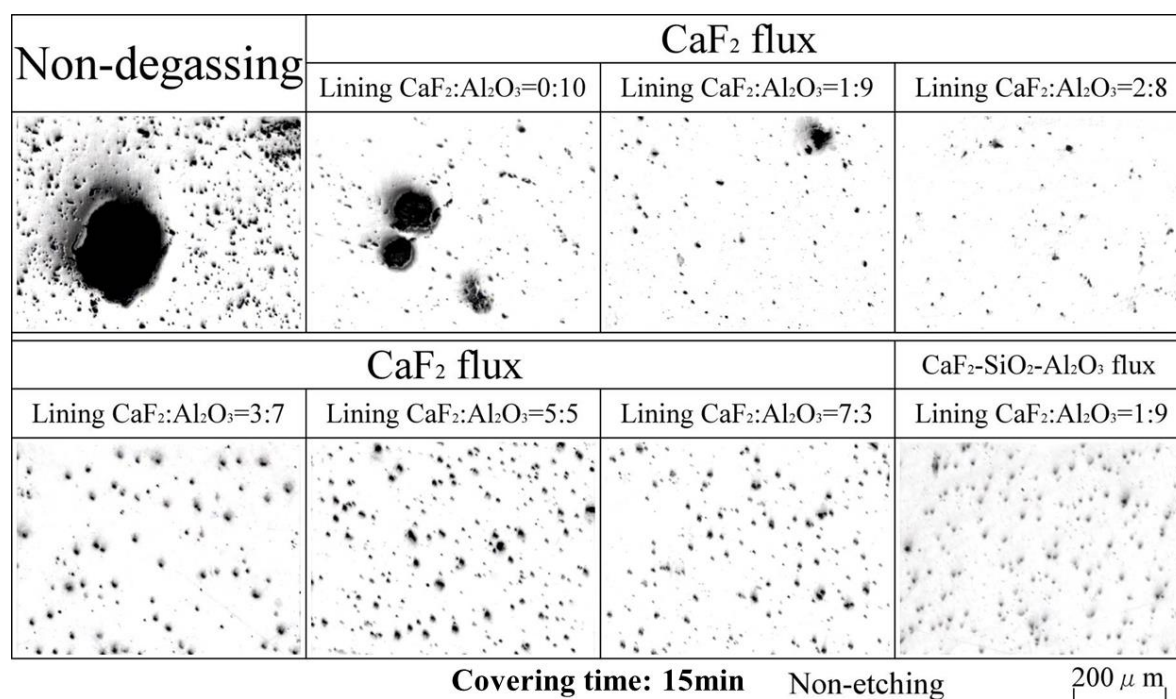 Non-degassing
CaF₂ flux
Lining CaF₂:Al₂O₃=0:10
Lining CaF₂:Al₂O₃=1:9
Lining CaF₂:Al₂O₃=2:8
CaF₂ flux
CaF₂-SiO₂-Al₂O₃ flux
Lining CaF₂:Al₂O₃=3:7
Lining CaF₂:Al₂O₃=5:5
Lining CaF₂:Al₂O₃=7:3
Lining CaF₂:Al₂O₃=1:9
Covering time: 15min Non-etching 200 μ m